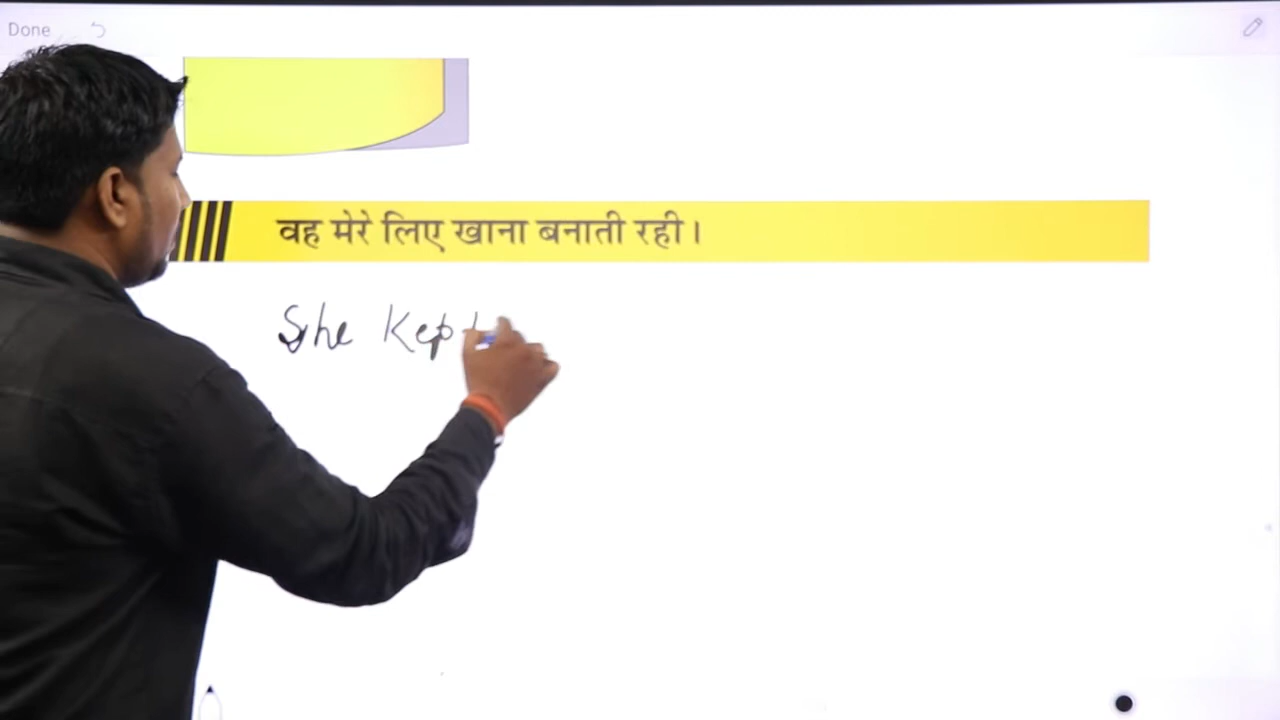 Done
वह मेरे लिए खाना बनाती रही।
She Kept